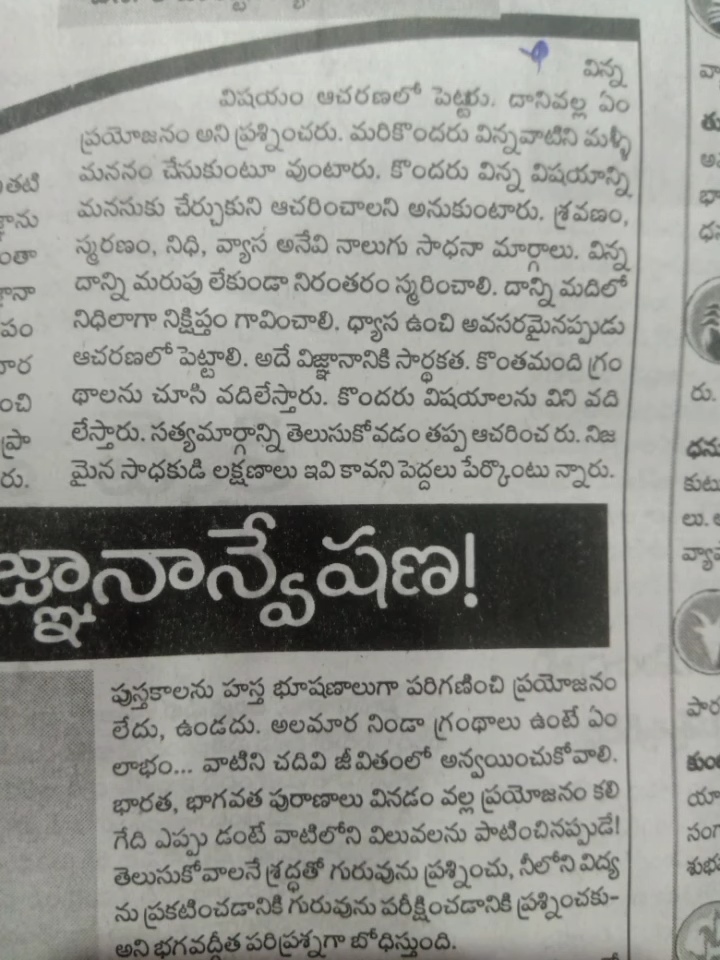 విన్న
విషయం ఆచరణలో పెట్టరు. దానివల్ల ఏం
ప్రయోజనం అని ప్రశ్నించరు. మరికొందరు విన్నవాటిని మళ్ళీ
మననం చేసుకుంటూ వుంటారు. కొందరు విన్న విషయాన్ని
మనసుకు చేర్చుకుని ఆచరించాలని అనుకుంటారు. శ్రవణం,
స్మరణం, నిధి, వ్యాస అనేవి నాలుగు సాధనా మార్గాలు. విన్న
దాన్ని మరుపు లేకుండా నిరంతరం స్మరించాలి. దాన్ని మదిలో
నిధిలాగా నిక్షిప్తం గావించాలి, ధ్యాస ఉంచి అవసరమైనప్పుడు
ఆచరణలో పెట్టాలి. అదే విజ్ఞానానికి సార్థకత. కొంతమంది గ్రం
థాలను చూసి వదిలేస్తారు. కొందరు విషయాలను విని వది
లేస్తారు. సత్యమార్గాన్ని తెలుసుకోవడం తప్ప ఆచరించ రు. నిజ
మైన సాధకుడి లక్షణాలు ఇవి కావని పెద్దలు పేర్కొంటు న్నారు.
జ్ఞానాన్వేషణ!
పుస్తకాలను హస్త భూషణాలుగా పరిగణించి ప్రయోజనం
లేదు, ఉండదు. అలమార నిండా గ్రంథాలు ఉంటే ఏం
లాభం... వాటిని చదివి జీవితంలో అన్వయించుకోవాలి.
భారత, భాగవత పురాణాలు వినడం వల్ల ప్రయోజనం కలి
గేది ఎప్పు డంటే వాటిలోని విలువలను పాటించినప్పుడే!
తెలుసుకోవాలనే శ్రద్ధతో గురువును ప్రశ్నించు, నీలోని విద్య
ను ప్రకటించడానికి గురువును పరీక్షించడానికి ప్రశ్నించకు-
అని భగవద్గీత పరిప్రశ్నగా బోధిస్తుంది.